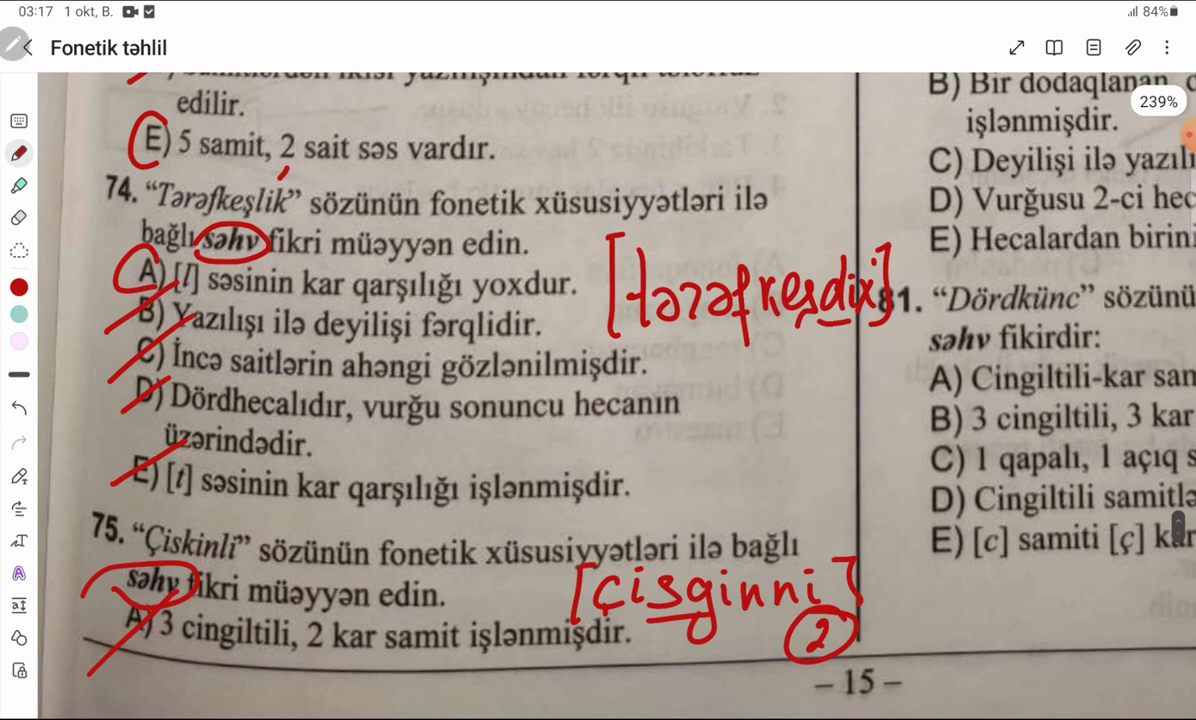 03:17 1 okt, B. 84%
Fonetik təhlil
239%
edilir.
E) 5 samit, 2 sait səs vardır.
74. “Tərəfkeşlik” sözünün fonetik xüsusiyyətləri ilə
bağlı səhv fikri müəyyən edin.
A) [l] səsinin kar qarşılığı yoxdur.
B) Yazılışı ilə deyilişi fərqlidir.
C) İncə saitlərin ahəngi gözlənilmişdir.
D) Dördhecalıdır, vurğu sonuncu hecanın
üzərindədir.
E) [t] səsinin kar qarşılığı işlənmişdir.
[tərəfkeşdix]
75. “Çiskinli” sözünün fonetik xüsusiyyətləri ilə bağlı
səhv fikri müəyyən edin.
A) 3 cingiltili, 2 kar samit işlənmişdir.
[çisginni]
2
B) Bir dodaqlanan
işlənmişdir.
C) Deyilişi ilə yazılı
D) Vurğusu 2-ci hec
E) Hecalardan birini
81. “Dördkünc” sözünü
səhv fikirdir:
A) Cingiltili-kar sam
B) 3 cingiltili, 3 kar
C) 1 qapalı, 1 açıq s
D) Cingiltili samitlə
E) [c] samiti [ç] kar
– 15 –